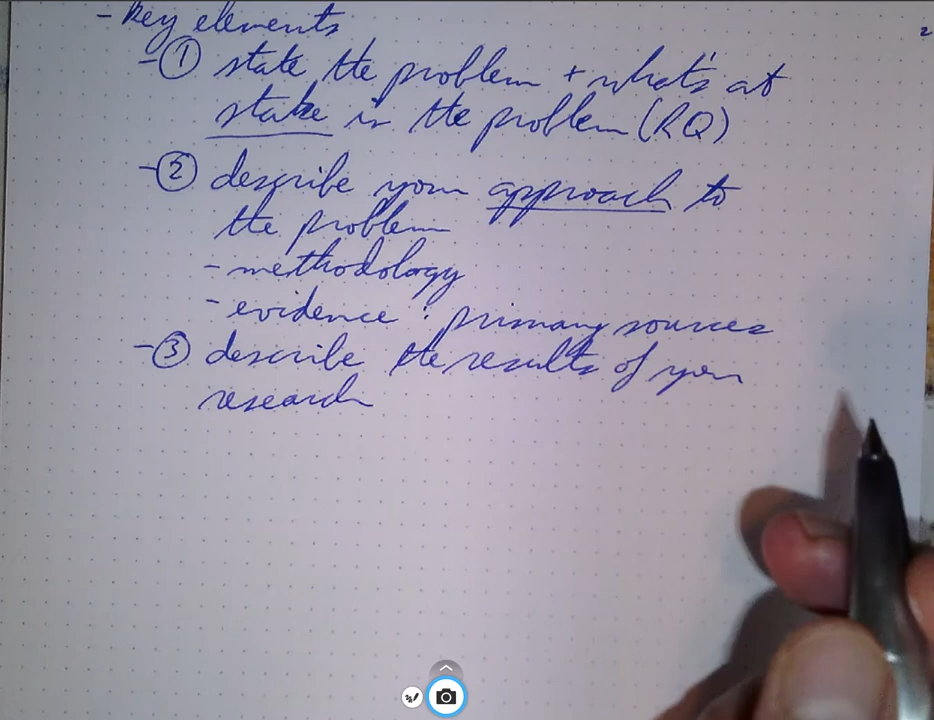 - Key elements
2
- ① state the problem + what's at
stake in the problem (RQ)
- ② describe your approach to
the problem
- methodology
- evidence : primary sources
- ③ describe the results of your
research